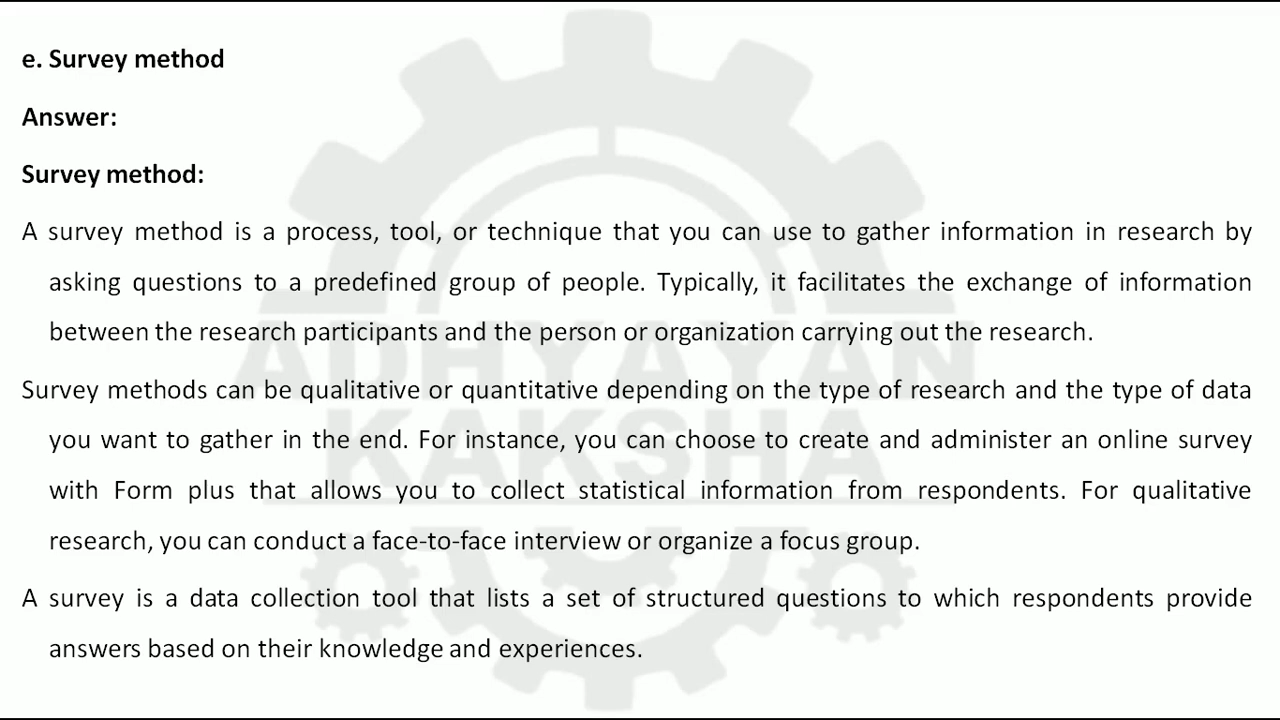 e. Survey method
Answer:
Survey method:
A survey method is a process, tool, or technique that you can use to gather information in research by
asking questions to a predefined group of people. Typically, it facilitates the exchange of information
between the research participants and the person or organization carrying out the research.
Survey methods can be qualitative or quantitative depending on the type of research and the type of data
you want to gather in the end. For instance, you can choose to create and administer an online survey
with Form plus that allows you to collect statistical information from respondents. For qualitative
research, you can conduct a face-to-face interview or organize a focus group.
A survey is a data collection tool that lists a set of structured questions to which respondents provide
answers based on their knowledge and experiences.
ADHYAYAN
KAKSHA